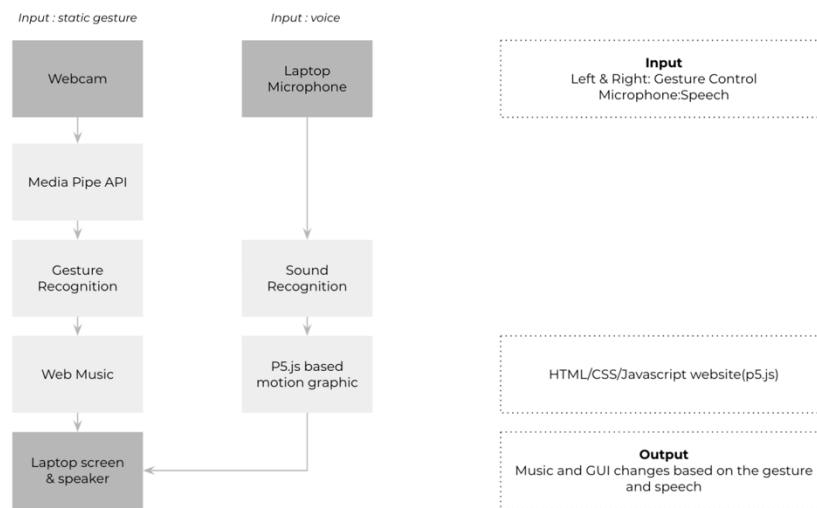 Input : static gesture
Input : voice
Webcam
Laptop
Microphone
Input
Left & Right: Gesture Control
Microphone:Speech
Media Pipe API
Gesture
Recognition
Sound
Recognition
Web Music
P5.js based
motion graphic
HTML/CSS/Javascript website(p5.js)
Laptop screen
& speaker
Output
Music and GUI changes based on the gesture
and speech